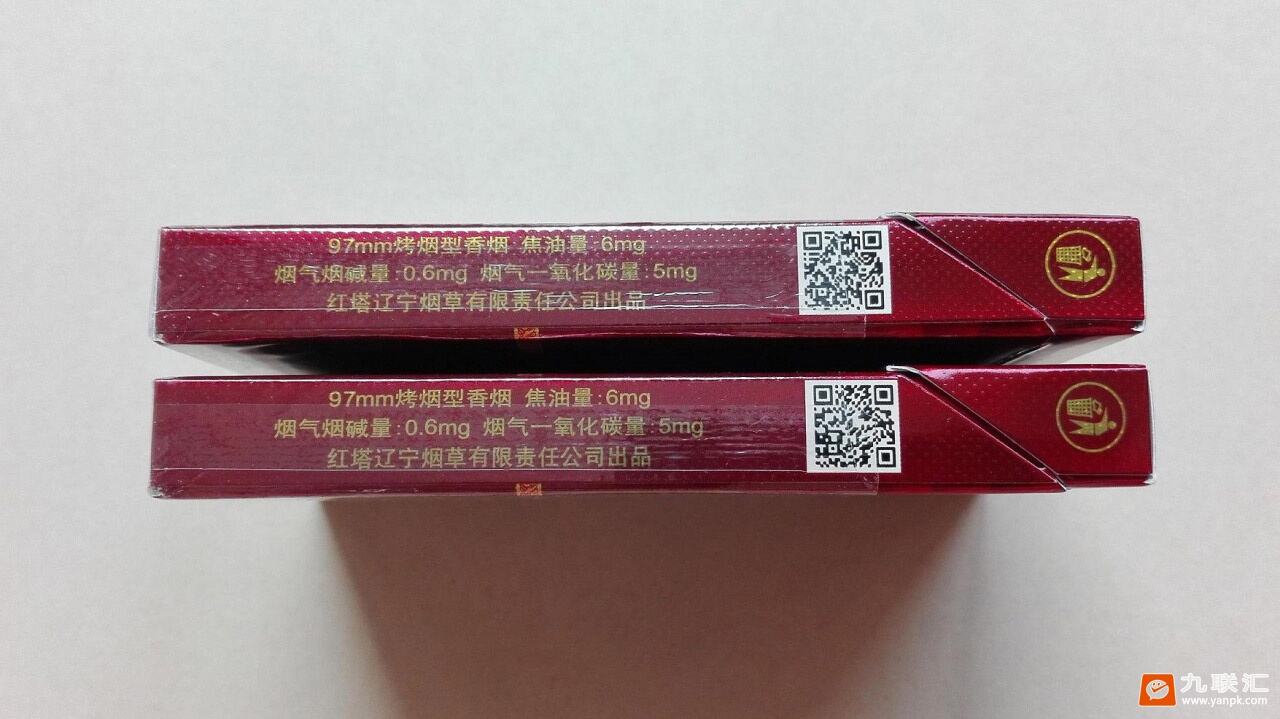 97mm烤烟型香烟 焦油量:6mg
烟气烟碱量:0.6mg 烟气一氧化碳量:5mg
红塔辽宁烟草有限责任公司出品
97mm烤烟型香烟 焦油量:6mg
烟气烟碱量:0.6mg 烟气一氧化碳量:5mg
红塔辽宁烟草有限责任公司出品
九联汇
www.yanpk.com